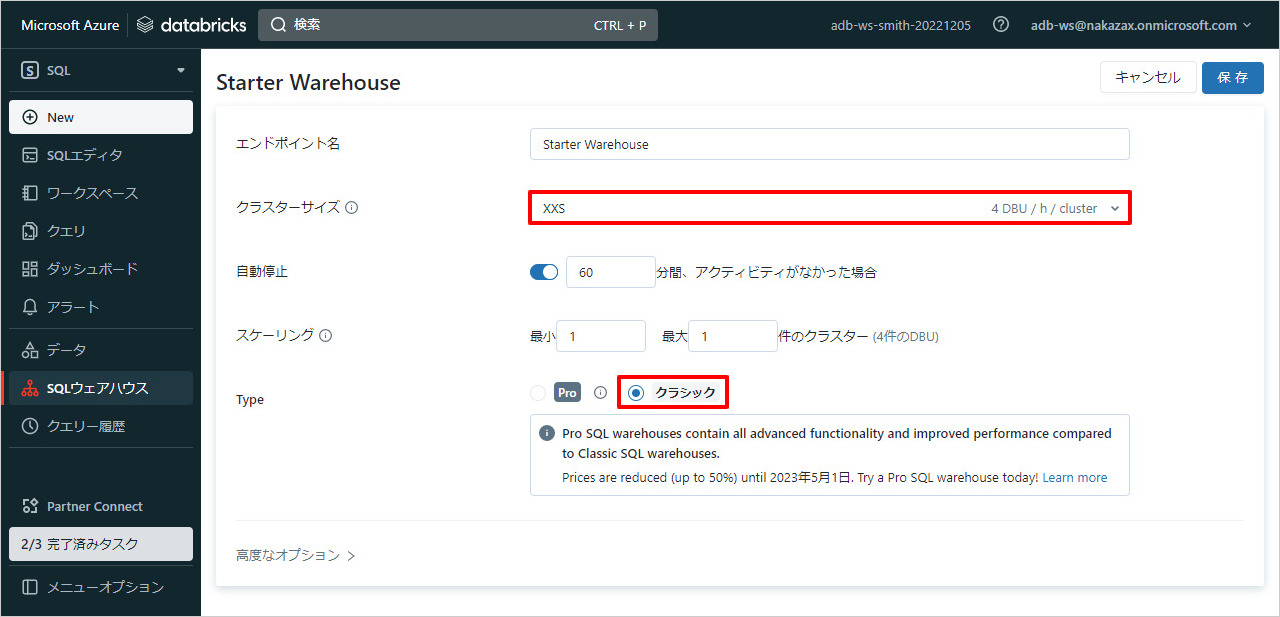 Microsoft Azure databricks 検索 CTRL + P adb-ws-smith-20221205 adb-ws@nakazax.onmicrosoft.com
SQL
New
SQLエディタ
ワークスペース
クエリ
ダッシュボード
アラート
データ
SQLウェアハウス
クエリー履歴
Partner Connect
2/3 完了済みタスク
メニューオプション
Starter Warehouse
キャンセル 保存
エンドポイント名 Starter Warehouse
クラスターサイズ XXS 4 DBU / h / cluster
自動停止 60 分間、アクティビティがなかった場合
スケーリング 最小 1 最大 1 件のクラスター (4件のDBU)
Type Pro クラシック
Pro SQL warehouses contain all advanced functionality and improved performance compared
to Classic SQL warehouses.
Prices are reduced (up to 50%) until 2023年5月1日. Try a Pro SQL warehouse today! Learn more
高度なオプション